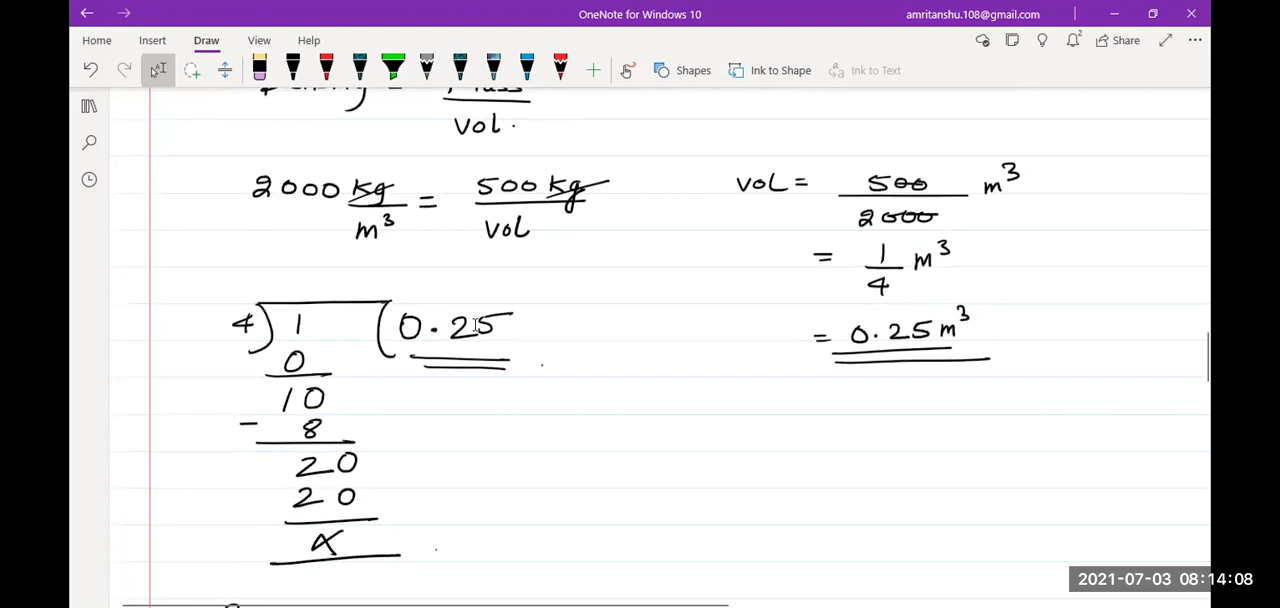 OneNote for Windows 10
amritanshu.108@gmail.com
Home Insert Draw View Help
Share
Shapes Ink to Shape Ink to Text
vol.
2000 kg/m³ = 500 kg/vol
VOL = 500/2000 m³
= 1/4 m³
= 0.25 m³
4) 1 (0.25
0
10
- 8
20
20
x
2021-07-03 08:14:08